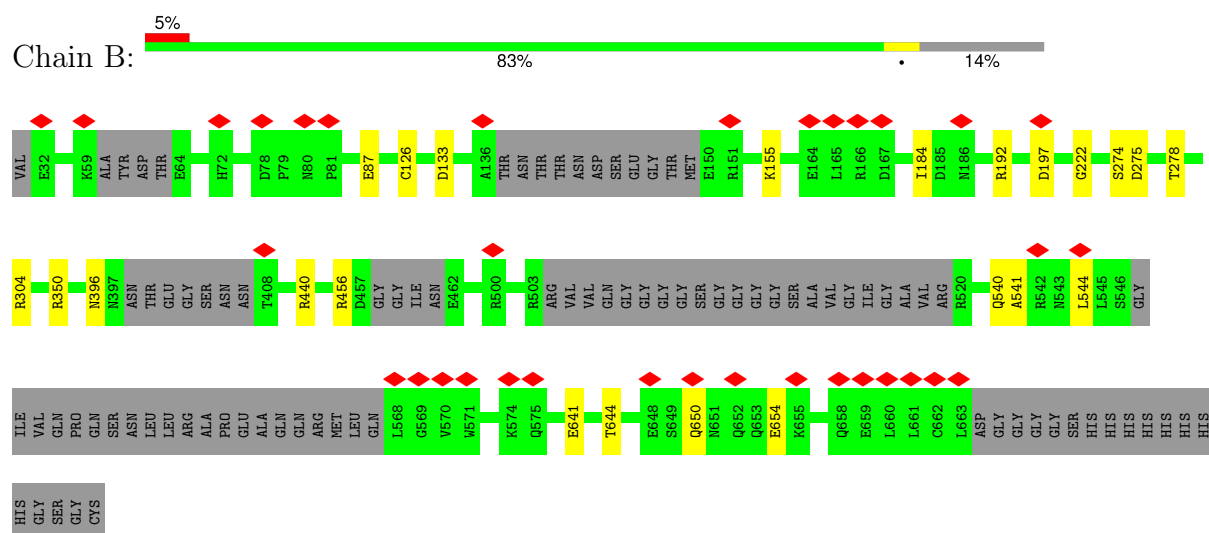 5%
Chain B:
83% • 14%
VAL E32 K59 ALA TYR ASP THR E64 H72 D78 P79 N80 P81 E87 C126 D133 A136 THR ASN THR THR ASN ASP SER GLU GLY THR MET E150 R151 K155 E164 L165 R166 D167 I184 D185 N186 R192 D197 G222 S274 D275 T278
R304 R350 N396 N397 ASN THR GLU GLY SER ASN ASN T408 R440 R456 D457 GLY GLY ILE ASN E462 R500 R503 ARG VAL VAL GLN GLY GLY GLY GLY SER GLY GLY GLY GLY SER ALA VAL GLY ILE GLY ALA VAL ARG R520 Q540 A541 R542 N543 L544 L545 S546 GLY
ILE VAL GLN PRO GLN SER ASN LEU LEU ARG ALA PRO GLU ALA GLN GLN ARG MET LEU GLN L568 G569 V570 W571 K574 Q575 E641 T644 E648 S649 Q650 N651 Q652 Q653 E654 K655 Q658 E659 L660 L661 C662 L663 ASP GLY GLY GLY GLY SER HIS HIS HIS HIS HIS HIS HIS
HIS GLY SER GLY CYS